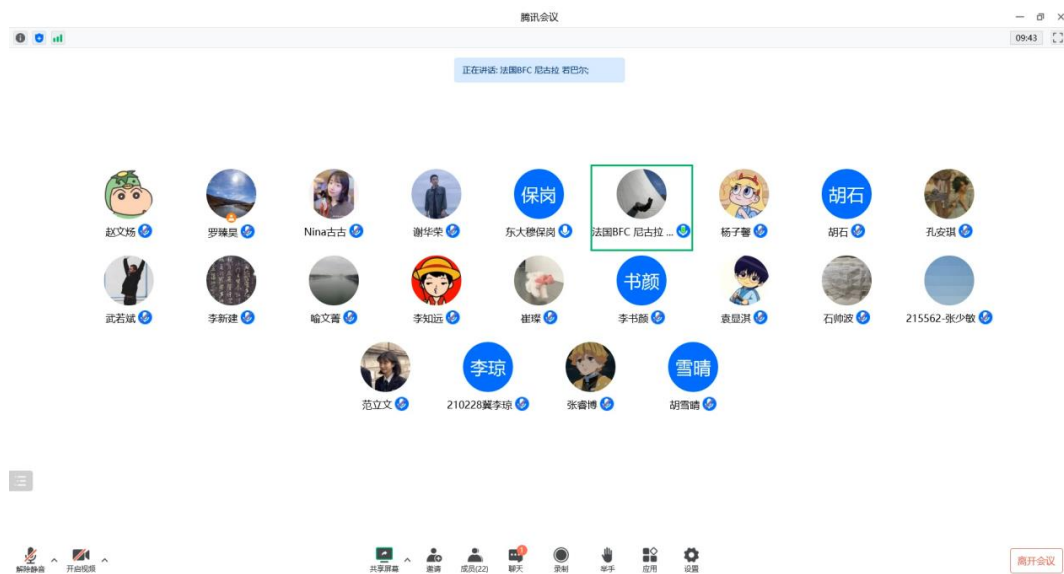 腾讯会议
09:43
正在讲话: 法国BFC 尼古拉 若巴尔;
保岗
胡石
赵文炀
罗臻昊
Nina古古
谢华荣
东大穆保岗
法国BFC 尼古拉 ...
杨子馨
胡石
孔安琪
书颜
武若斌
李新建
喻文菁
李知远
崔璨
李书颜
袁显淇
石帅波
215562-张少敏
李琼
雪晴
范立文
210228冀李琼
张睿博
胡雪晴
1
解除静音
开启视频
共享屏幕
邀请
成员(22)
聊天
录制
举手
应用
设置
离开会议